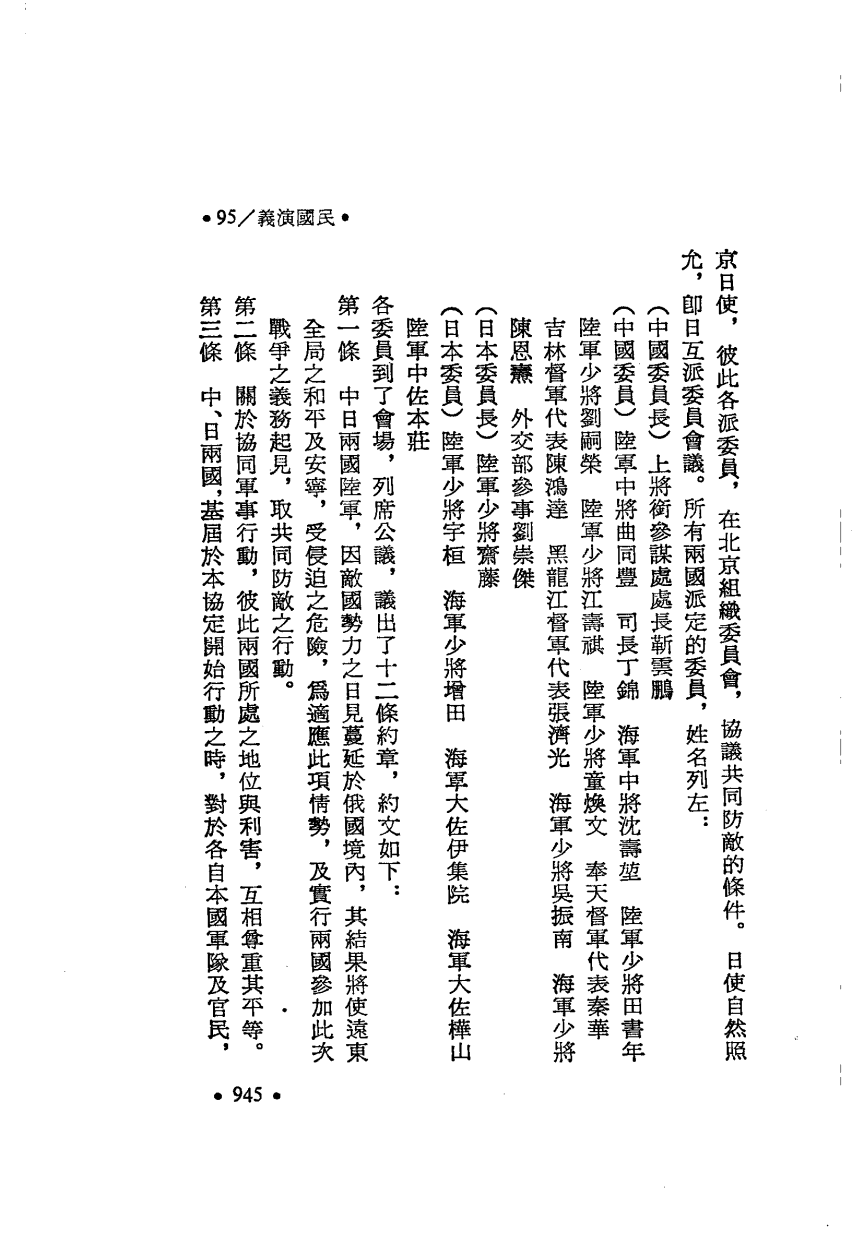 •民國演義/95•
京日使，彼此各派委員，在北京組織委員會，協議共同防敵的條件。日使自然照
允，卽日互派委員會議。所有兩國派定的委員，姓名列左：
（中國委員長）上將銜參謀處處長靳雲鵬
（中國委員）陸軍中將曲同豐　司長丁錦　海軍中將沈壽堃　陸軍少將田書年
陸軍少將劉嗣榮　陸軍少將江壽祺　陸軍少將童煥文　奉天督軍代表秦華
吉林督軍代表陳鴻達　黑龍江督軍代表張濟光　海軍少將吳振南　海軍少將
陳恩燾　外交部參事劉崇傑
（日本委員長）陸軍少將齋藤
（日本委員）陸軍少將宇桓　海軍少將增田　海軍大佐伊集院　海軍大佐樺山
陸軍中佐本莊
各委員到了會場，列席公議，議出了十二條約章，約文如下：
第一條　中日兩國陸軍，因敵國勢力之日見蔓延於俄國境內，其結果將使遠東
全局之和平及安寧，受侵迫之危險，爲適應此項情勢，及實行兩國參加此次
戰爭之義務起見，取共同防敵之行動。
第二條　關於協同軍事行動，彼此兩國所處之地位與利害，互相尊重其平等。
第三條　中、日兩國，基屆於本協定開始行動之時，對於各自本國軍隊及官民，
•945•